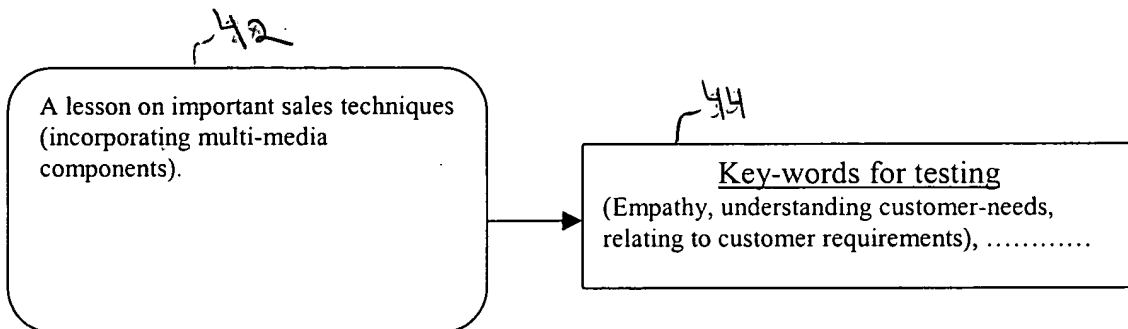 42
A lesson on important sales techniques
(incorporating multi-media
components).
44
Key-words for testing
(Empathy, understanding customer-needs,
relating to customer requirements), …………